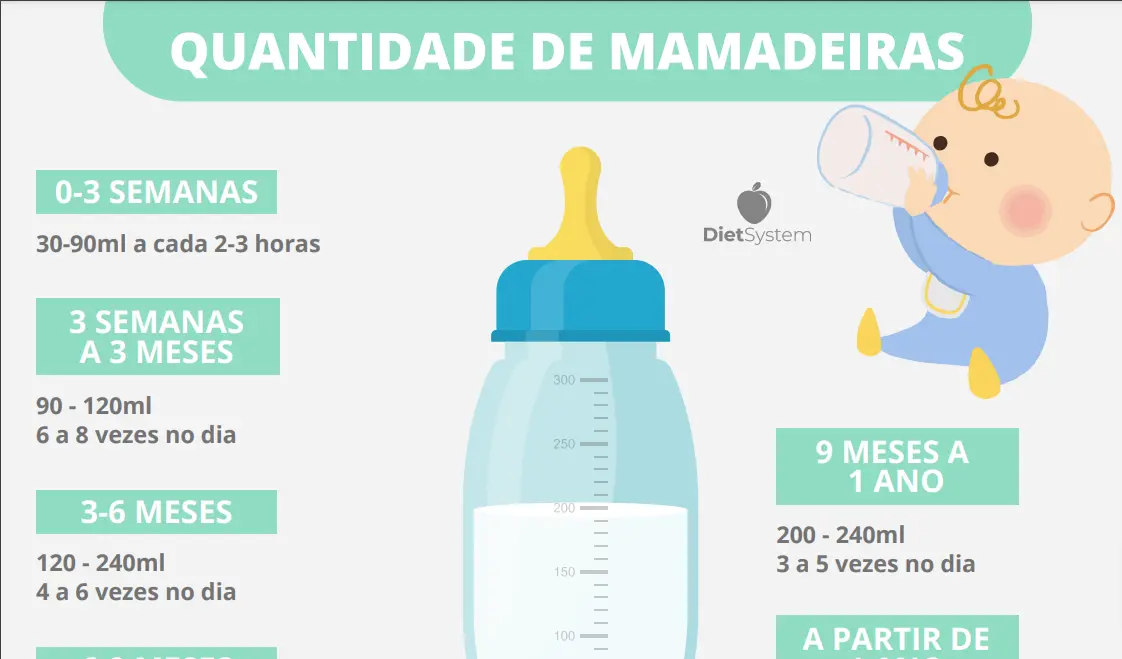 QUANTIDADE DE MAMADEIRAS
0-3 SEMANAS
30-90ml a cada 2-3 horas
3 SEMANAS
A 3 MESES
90 - 120ml
6 a 8 vezes no dia
3-6 MESES
120 - 240ml
4 a 6 vezes no dia
DietSystem
300
250
200
150
100
9 MESES A
1 ANO
200 - 240ml
3 a 5 vezes no dia
A PARTIR DE